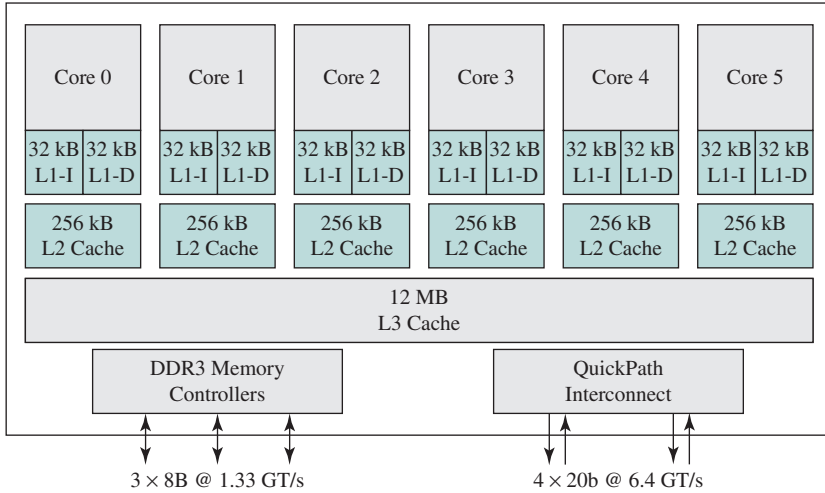 Core 0
Core 1
Core 2
Core 3
Core 4
Core 5
32 kB
L1-I
32 kB
L1-D
32 kB
L1-I
32 kB
L1-D
32 kB
L1-I
32 kB
L1-D
32 kB
L1-I
32 kB
L1-D
32 kB
L1-I
32 kB
L1-D
32 kB
L1-I
32 kB
L1-D
256 kB
L2 Cache
256 kB
L2 Cache
256 kB
L2 Cache
256 kB
L2 Cache
256 kB
L2 Cache
256 kB
L2 Cache
12 MB
L3 Cache
DDR3 Memory
Controllers
QuickPath
Interconnect
3 × 8B @ 1.33 GT/s
4 × 20b @ 6.4 GT/s